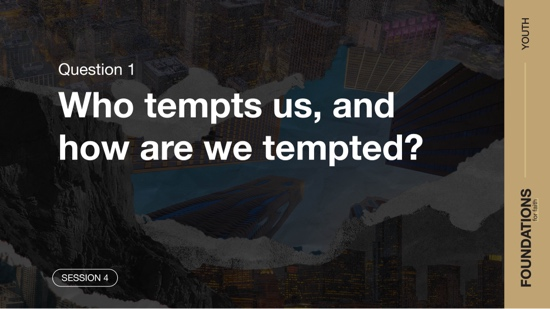 Question 1
Who tempts us, and
how are we tempted?
SESSION 4
YOUTH
FOUNDATIONS
for faith